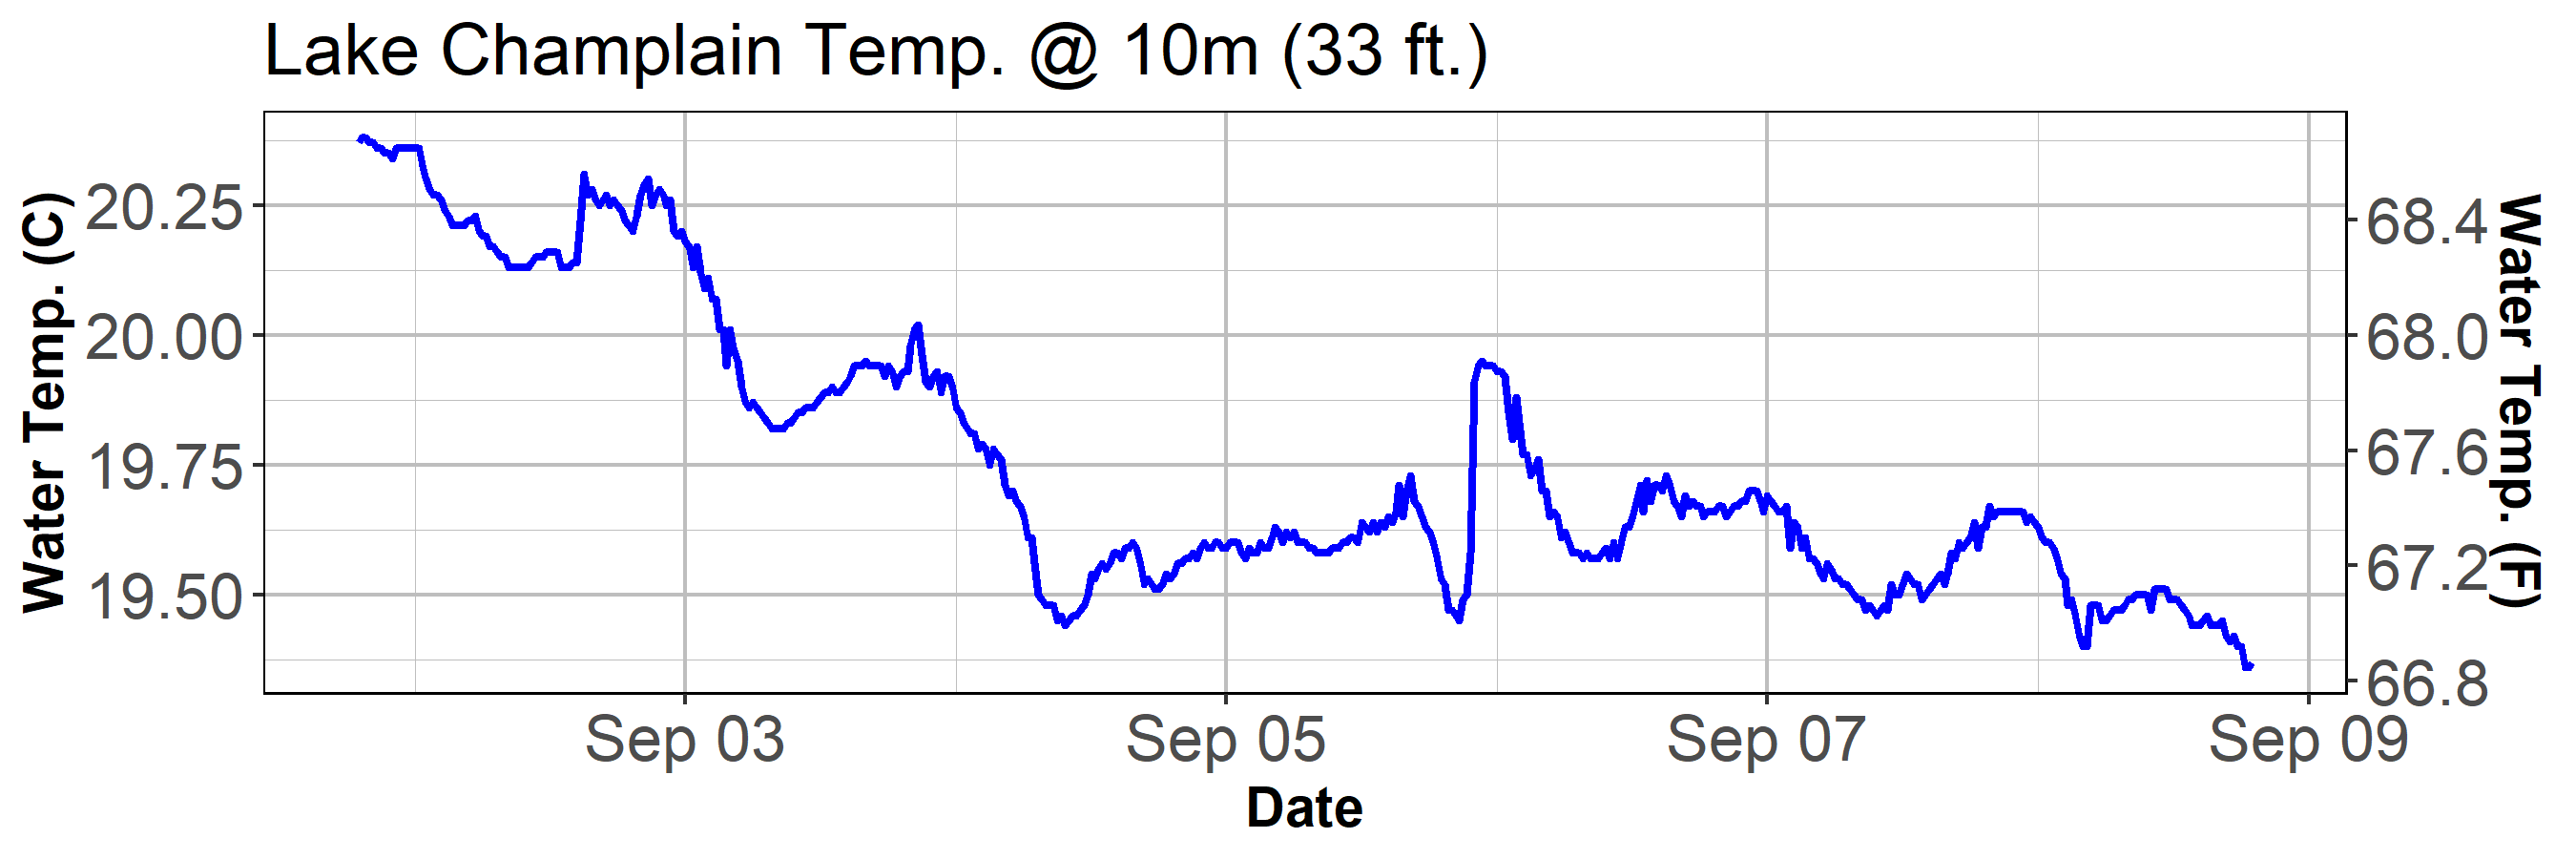 Lake Champlain Temp. @ 10m (33 ft.)
Water Temp. (C)
20.25
20.00
19.75
19.50
68.4
68.0
67.6
67.2
66.8
Water Temp. (F)
Sep 03
Sep 05
Sep 07
Sep 09
Date